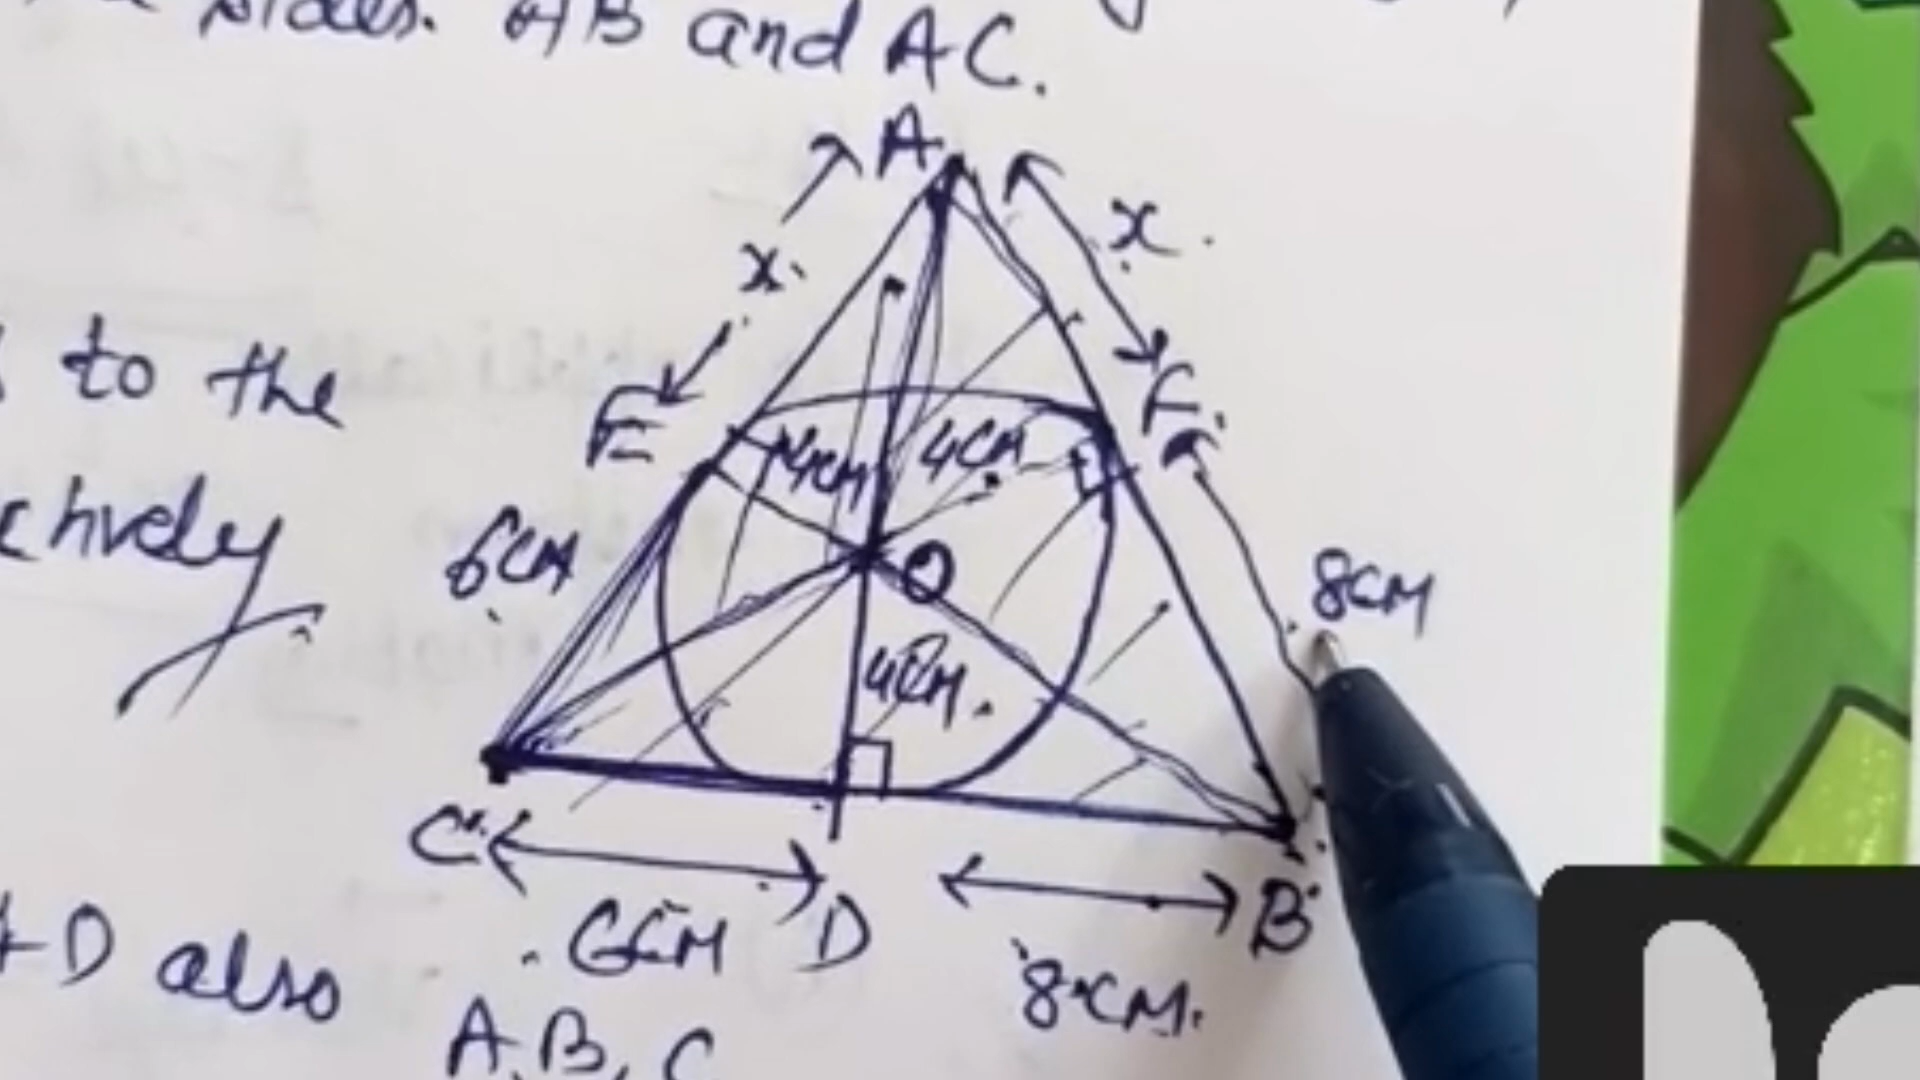 sides. AB and AC.
A
x.
x.
to the
E
F
4CM
4CM
6CM
8CM
O
4CM.
C
6CM
D
B
8CM.
D also
A, B, C